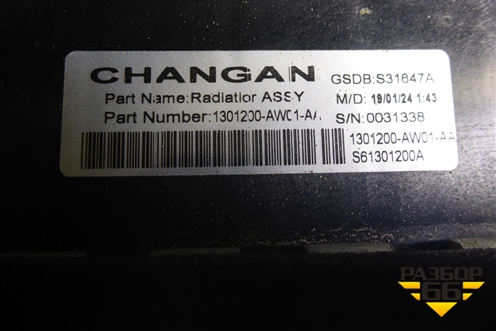 CHANGAN
GSDB:S31647A
Part Name:Radiatior ASSY
M/D: 19/01/24 1:43
Part Number:1301200-AW01-AA
S/N:0031338
1301200-AW01-AA
S61301200A
РАЗБОР
66